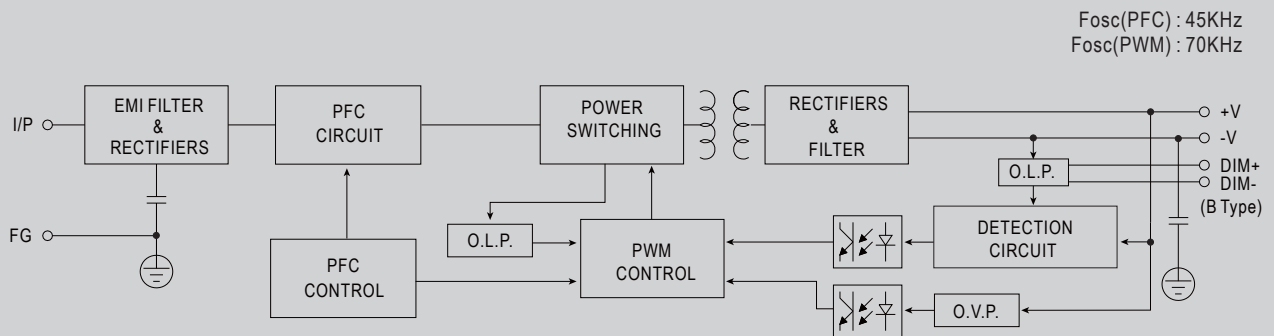 Fosc(PFC) : 45KHz
Fosc(PWM) : 70KHz
I/P
EMI FILTER
&
RECTIFIERS
PFC
CIRCUIT
POWER
SWITCHING
RECTIFIERS
&
FILTER
+V
-V
DIM+
DIM-
(B Type)
O.L.P.
FG
O.L.P.
DETECTION
CIRCUIT
PFC
CONTROL
PWM
CONTROL
O.V.P.